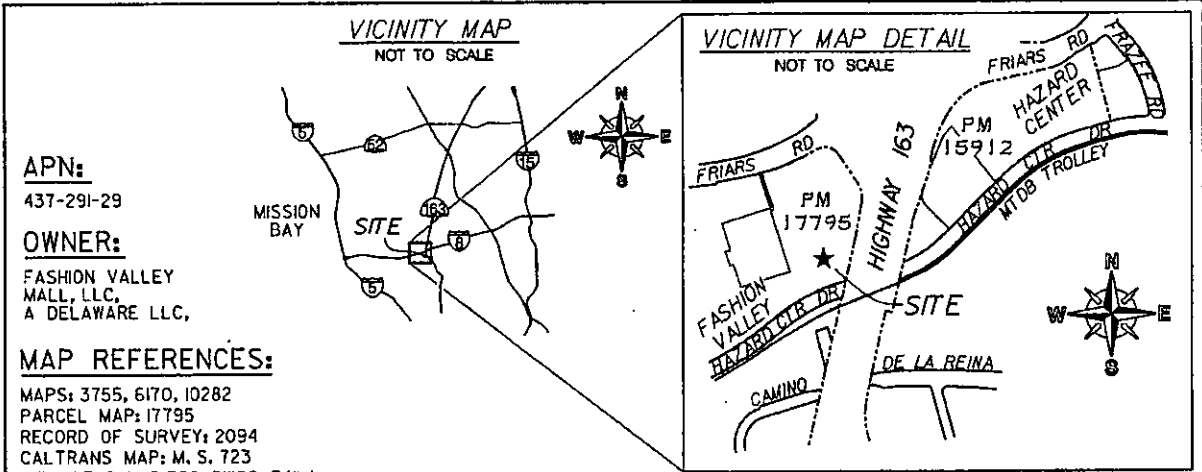 VICINITY MAP
NOT TO SCALE
APN:
437-291-29
OWNER:
FASHION VALLEY
MALL, LLC,
A DELAWARE LLC,
MAP REFERENCES:
MAPS: 3755, 6170, 10282
PARCEL MAP: 17795
RECORD OF SURVEY: 2094
CALTRANS MAP: M. S. 723
5
52
15
163
MISSION
BAY
SITE
8
5
N
W E
S
VICINITY MAP DETAIL
NOT TO SCALE
FRIARS RD
FRAZEE RD
HAZARD
CENTER
PM
15912
HIGHWAY 163
HAZARD CTR DR
MTDB TROLLEY
FRIARS RD
PM
17795
SITE
FASHION
VALLEY
HAZARD CTR DR
CAMINO
DE LA REINA
N
W E
S